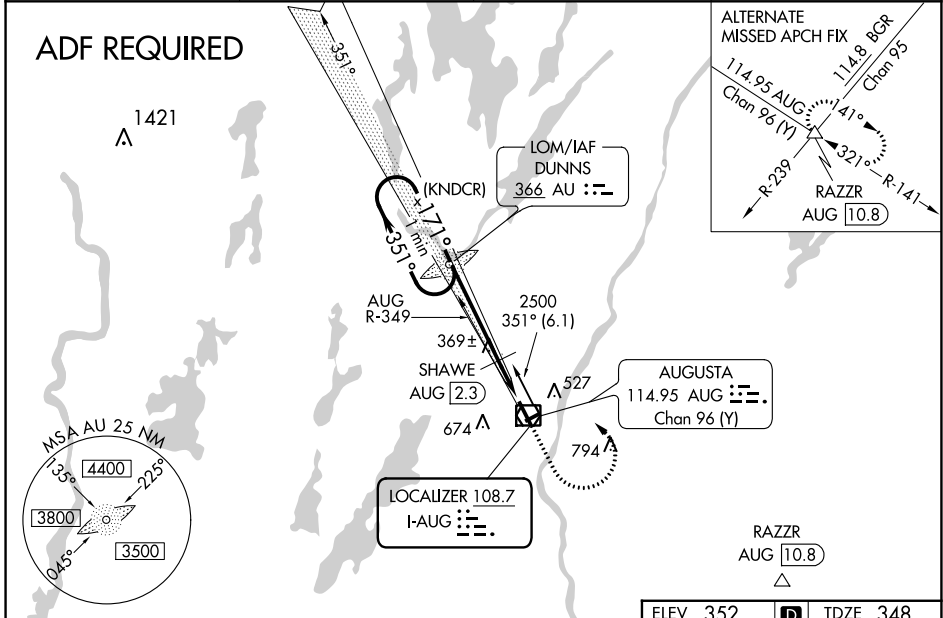 ADF REQUIRED
1421
351°
ALTERNATE
MISSED APCH FIX
114.8 BGR
Chan 95
114.95 AUG
Chan 96 (Y)
141°
321°
R-141
R-239
RAZZR
AUG 10.8
LOM/IAF
DUNNS
366 AU
(KNDCR)
171°
1 min
351°
AUG
R-349
2500
351° (6.1)
369±
SHAWE
AUG 2.3
527
674
794
AUGUSTA
114.95 AUG
Chan 96 (Y)
LOCALIZER 108.7
I-AUG
MSA AU 25 NM
135°
4400
225°
3800
045°
3500
RAZZR
AUG 10.8
ELEV 352 D TDZE 348